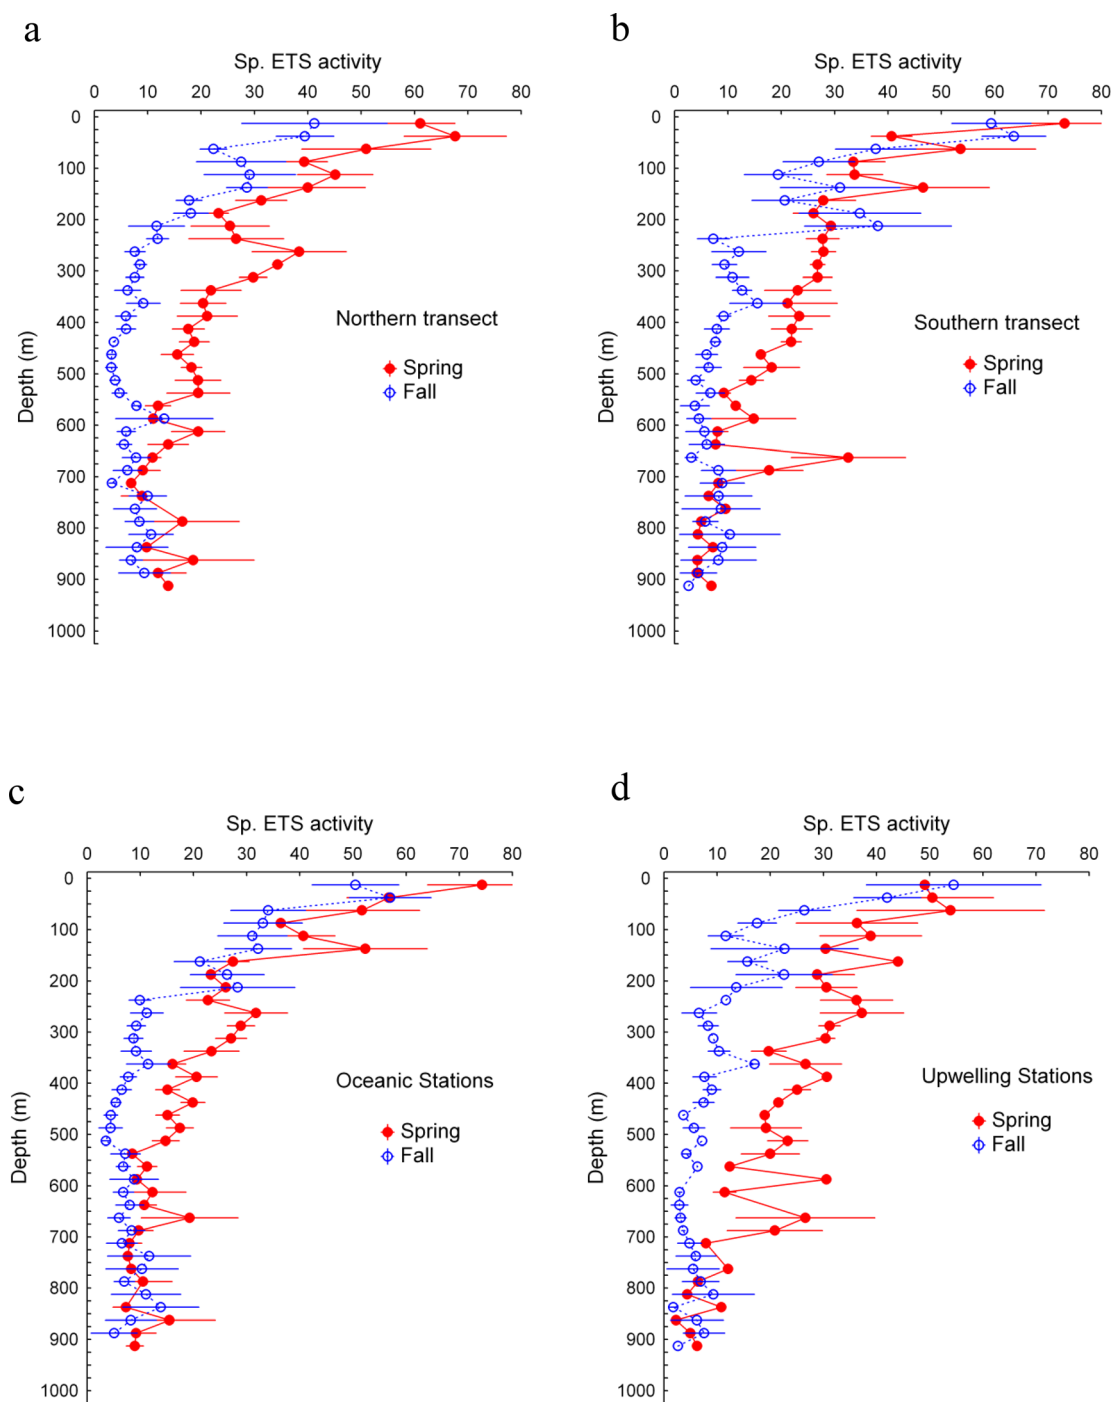 a
Sp. ETS activity
0 10 20 30 40 50 60 70 80
0
100
200
300
400
500
600
700
800
900
1000
Depth (m)
Northern transect
Spring
Fall
b
Sp. ETS activity
0 10 20 30 40 50 60 70 80
0
100
200
300
400
500
600
700
800
900
1000
Depth (m)
Southern transect
Spring
Fall
c
Sp. ETS activity
0 10 20 30 40 50 60 70 80
0
100
200
300
400
500
600
700
800
900
1000
Depth (m)
Oceanic Stations
Spring
Fall
d
Sp. ETS activity
0 10 20 30 40 50 60 70 80
0
100
200
300
400
500
600
700
800
900
1000
Depth (m)
Upwelling Stations
Spring
Fall